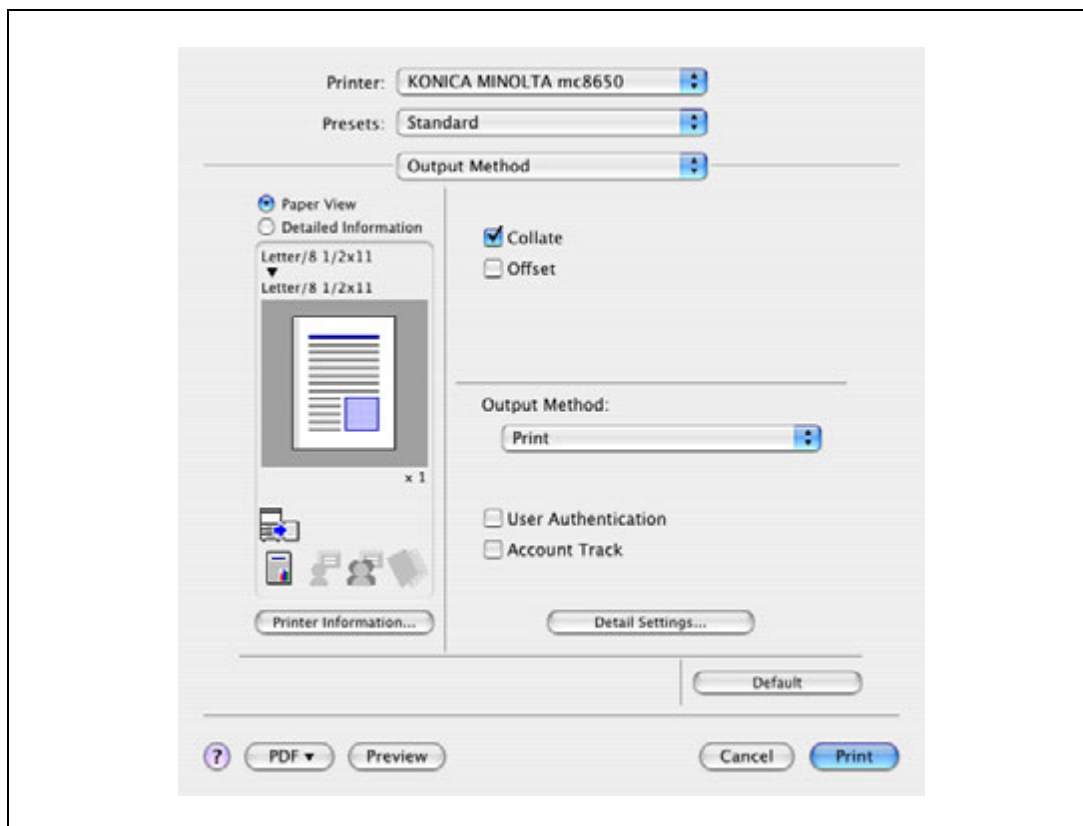 Printer: KONICA MINOLTA mc8650
Presets: Standard
Output Method
Paper View
Detailed Information
Letter/8 1/2x11
Letter/8 1/2x11
x 1
Printer Information...
Collate
Offset
Output Method:
Print
User Authentication
Account Track
Detail Settings...
Default
? PDF Preview Cancel Print